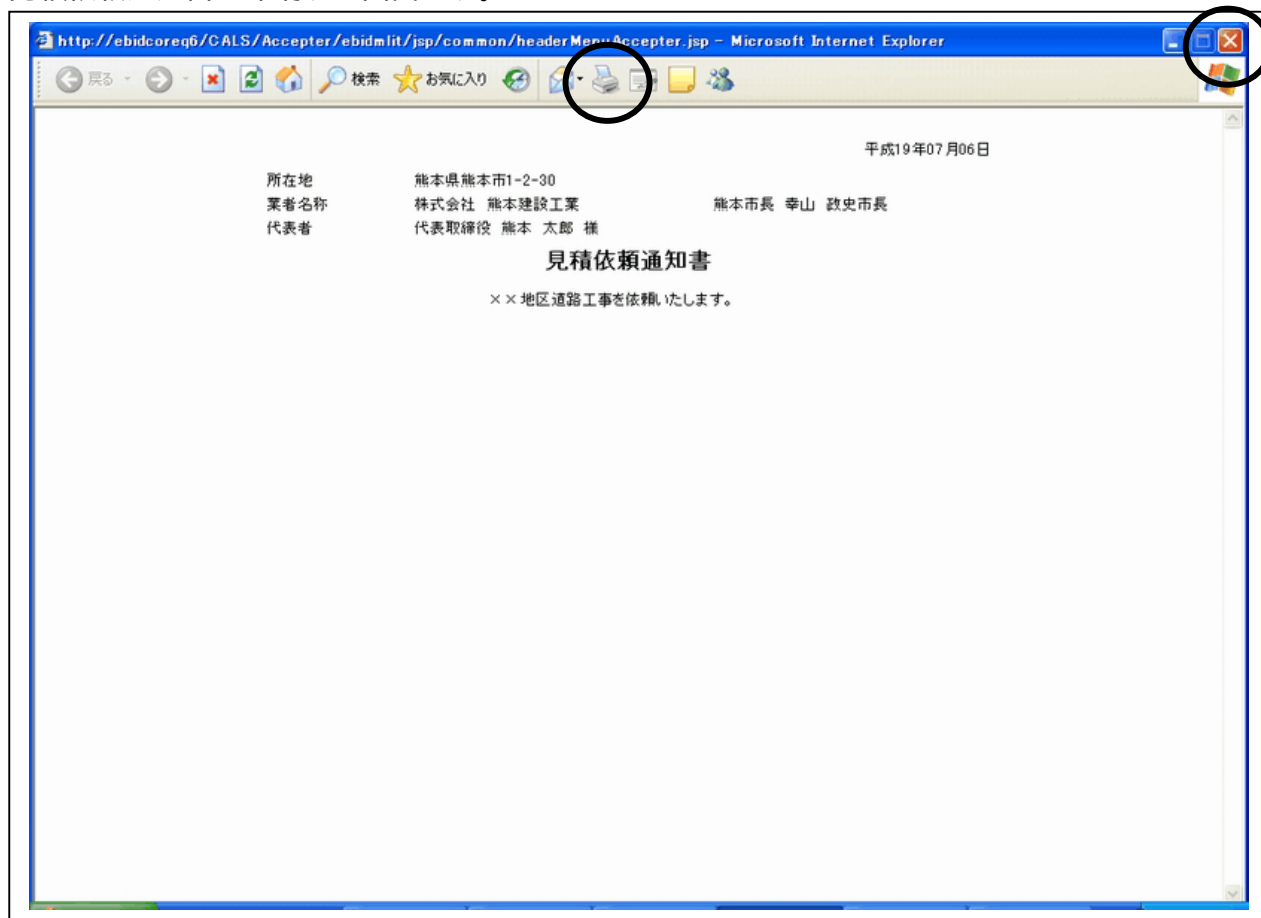 http://ebidcoreq6/CALS/Accepter/ebidmlit/jsp/common/headerMenuAccepter.jsp - Microsoft Internet Explorer
戻る 検索 お気に入り
平成19年07月06日
所在地 熊本県熊本市1-2-30
業者名称 株式会社 熊本建設工業 熊本市長 幸山 政史市長
代表者 代表取締役 熊本 太郎 様
見積依頼通知書
××地区道路工事を依頼いたします。